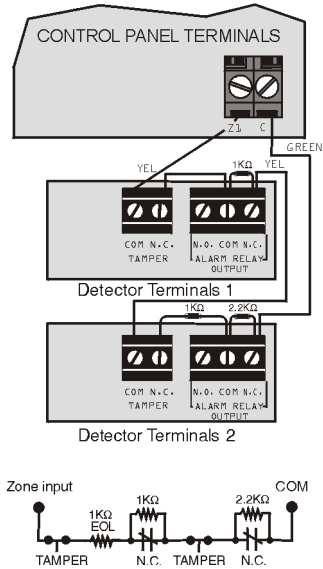 CONTROL PANEL TERMINALS
Z1 C
GREEN
YEL 1KΩ YEL
COM N.C. N.O. COM N.C.
TAMPER ALARM RELAY
OUTPUT
Detector Terminals 1
1KΩ 2.2KΩ
COM N.C. N.O. COM N.C.
TAMPER ALARM RELAY
OUTPUT
Detector Terminals 2
Zone input COM
1KΩ 2.2KΩ
1KΩ
EOL
TAMPER N.C. TAMPER N.C.